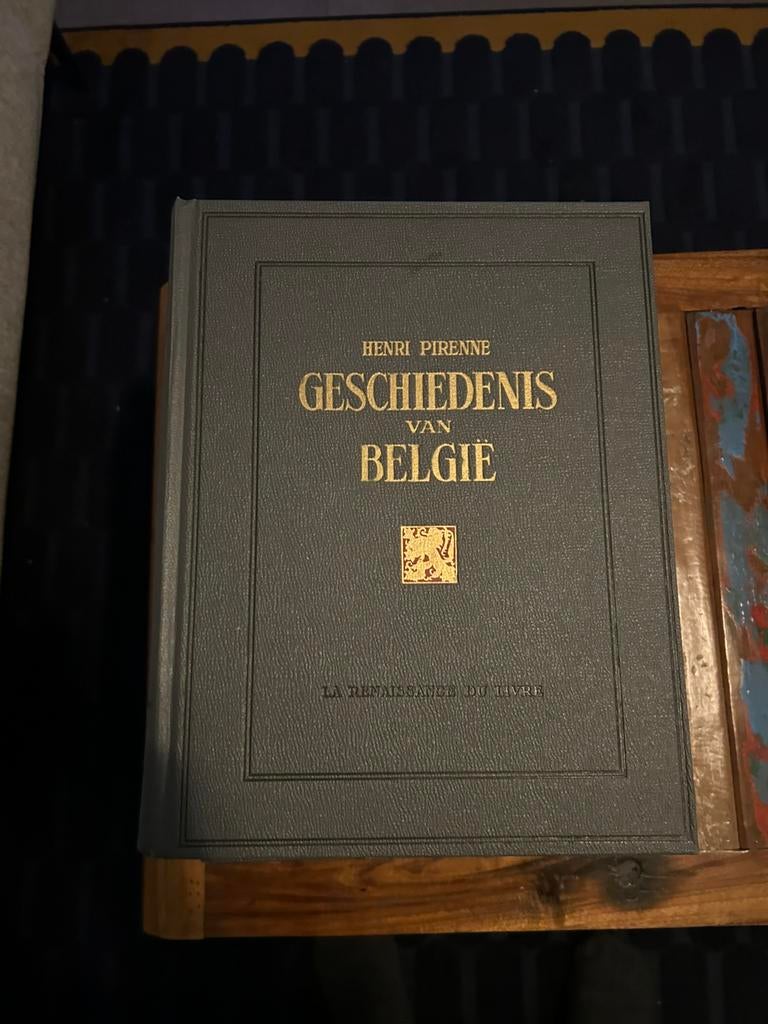 HENRI PIRENNE
GESCHIEDENIS
VAN
BELGIË
LA RENAISSANCE DU LIVRE